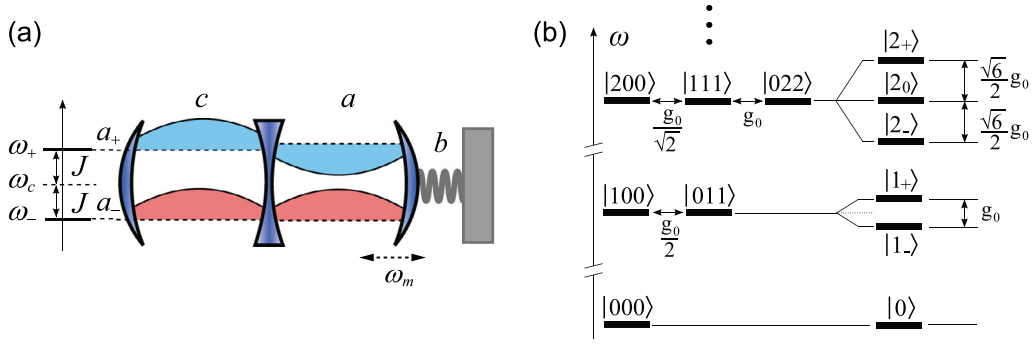 (a)
c
a
b
ω₊
a₊
J
ω_c
J
ω₋
a₋
ω_m
(b)
ω
|200⟩
|111⟩
|022⟩
g₀/√2
g₀
|2₊⟩
|2₀⟩
|2₋⟩
√6/2 g₀
√6/2 g₀
|100⟩
|011⟩
g₀/2
|1₊⟩
|1₋⟩
g₀
|000⟩
|0⟩